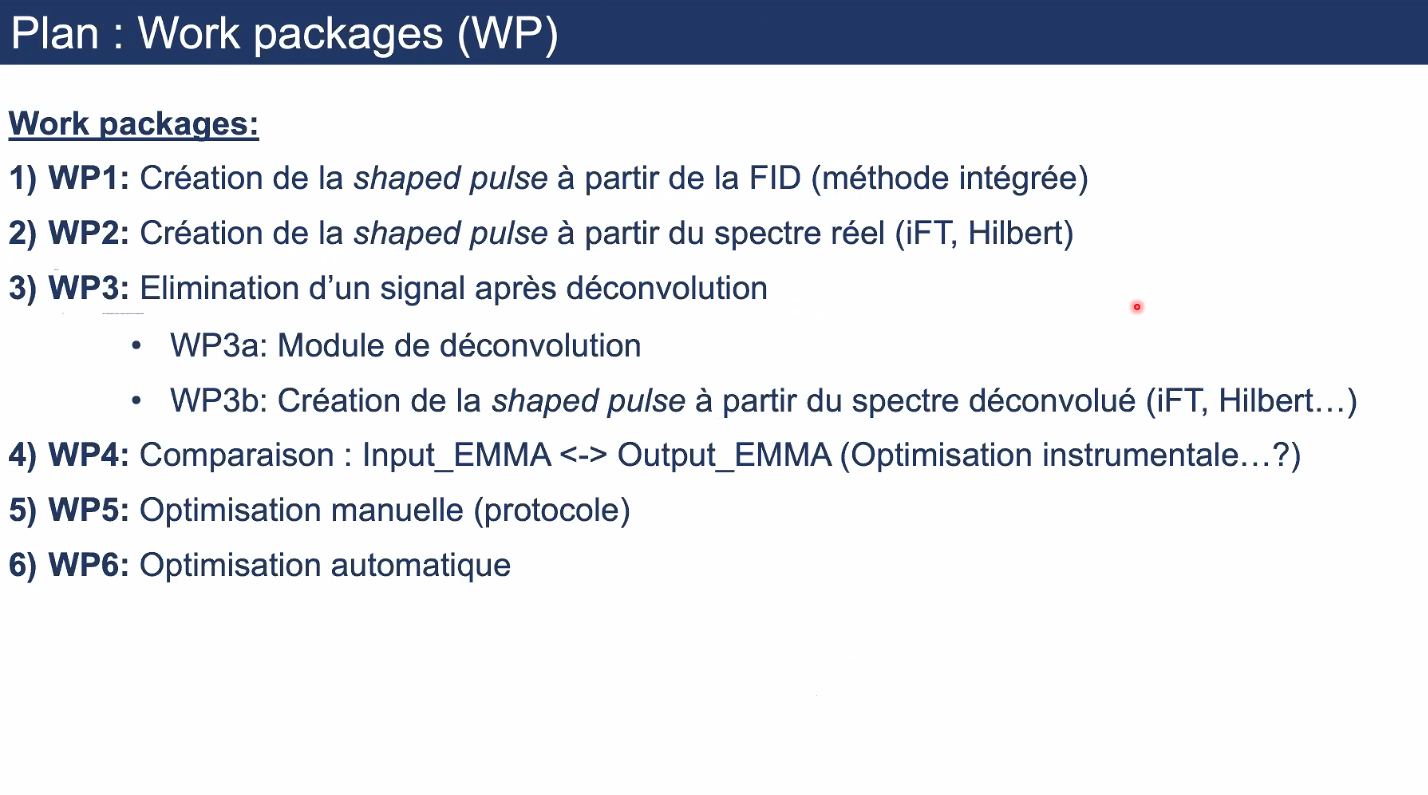 Plan : Work packages (WP)
Work packages:
1) WP1: Création de la shaped pulse à partir de la FID (méthode intégrée)
2) WP2: Création de la shaped pulse à partir du spectre réel (iFT, Hilbert)
3) WP3: Elimination d’un signal après déconvolution
• WP3a: Module de déconvolution
• WP3b: Création de la shaped pulse à partir du spectre déconvolué (iFT, Hilbert…)
4) WP4: Comparaison : Input_EMMA <-> Output_EMMA (Optimisation instrumentale…?)
5) WP5: Optimisation manuelle (protocole)
6) WP6: Optimisation automatique